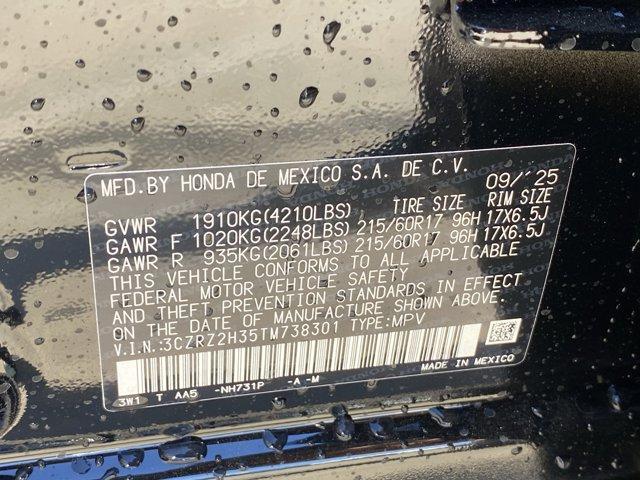 MFD. BY HONDA DE MEXICO S.A. DE C.V. 09/ '25
TIRE SIZE RIM SIZE
GVWR 1910KG(4210LBS)
GAWR F 1020KG(2248LBS) 215/60R17 96H 17X6.5J
GAWR R 935KG(2061LBS) 215/60R17 96H 17X6.5J
THIS VEHICLE CONFORMS TO ALL APPLICABLE
FEDERAL MOTOR VEHICLE SAFETY
AND THEFT PREVENTION STANDARDS IN EFFECT
ON THE DATE OF MANUFACTURE SHOWN ABOVE.
V.I.N.:3CZRZ2H35TM738301 TYPE:MPV
MADE IN MEXICO
3W1 T AA5 -NH731P -A-M